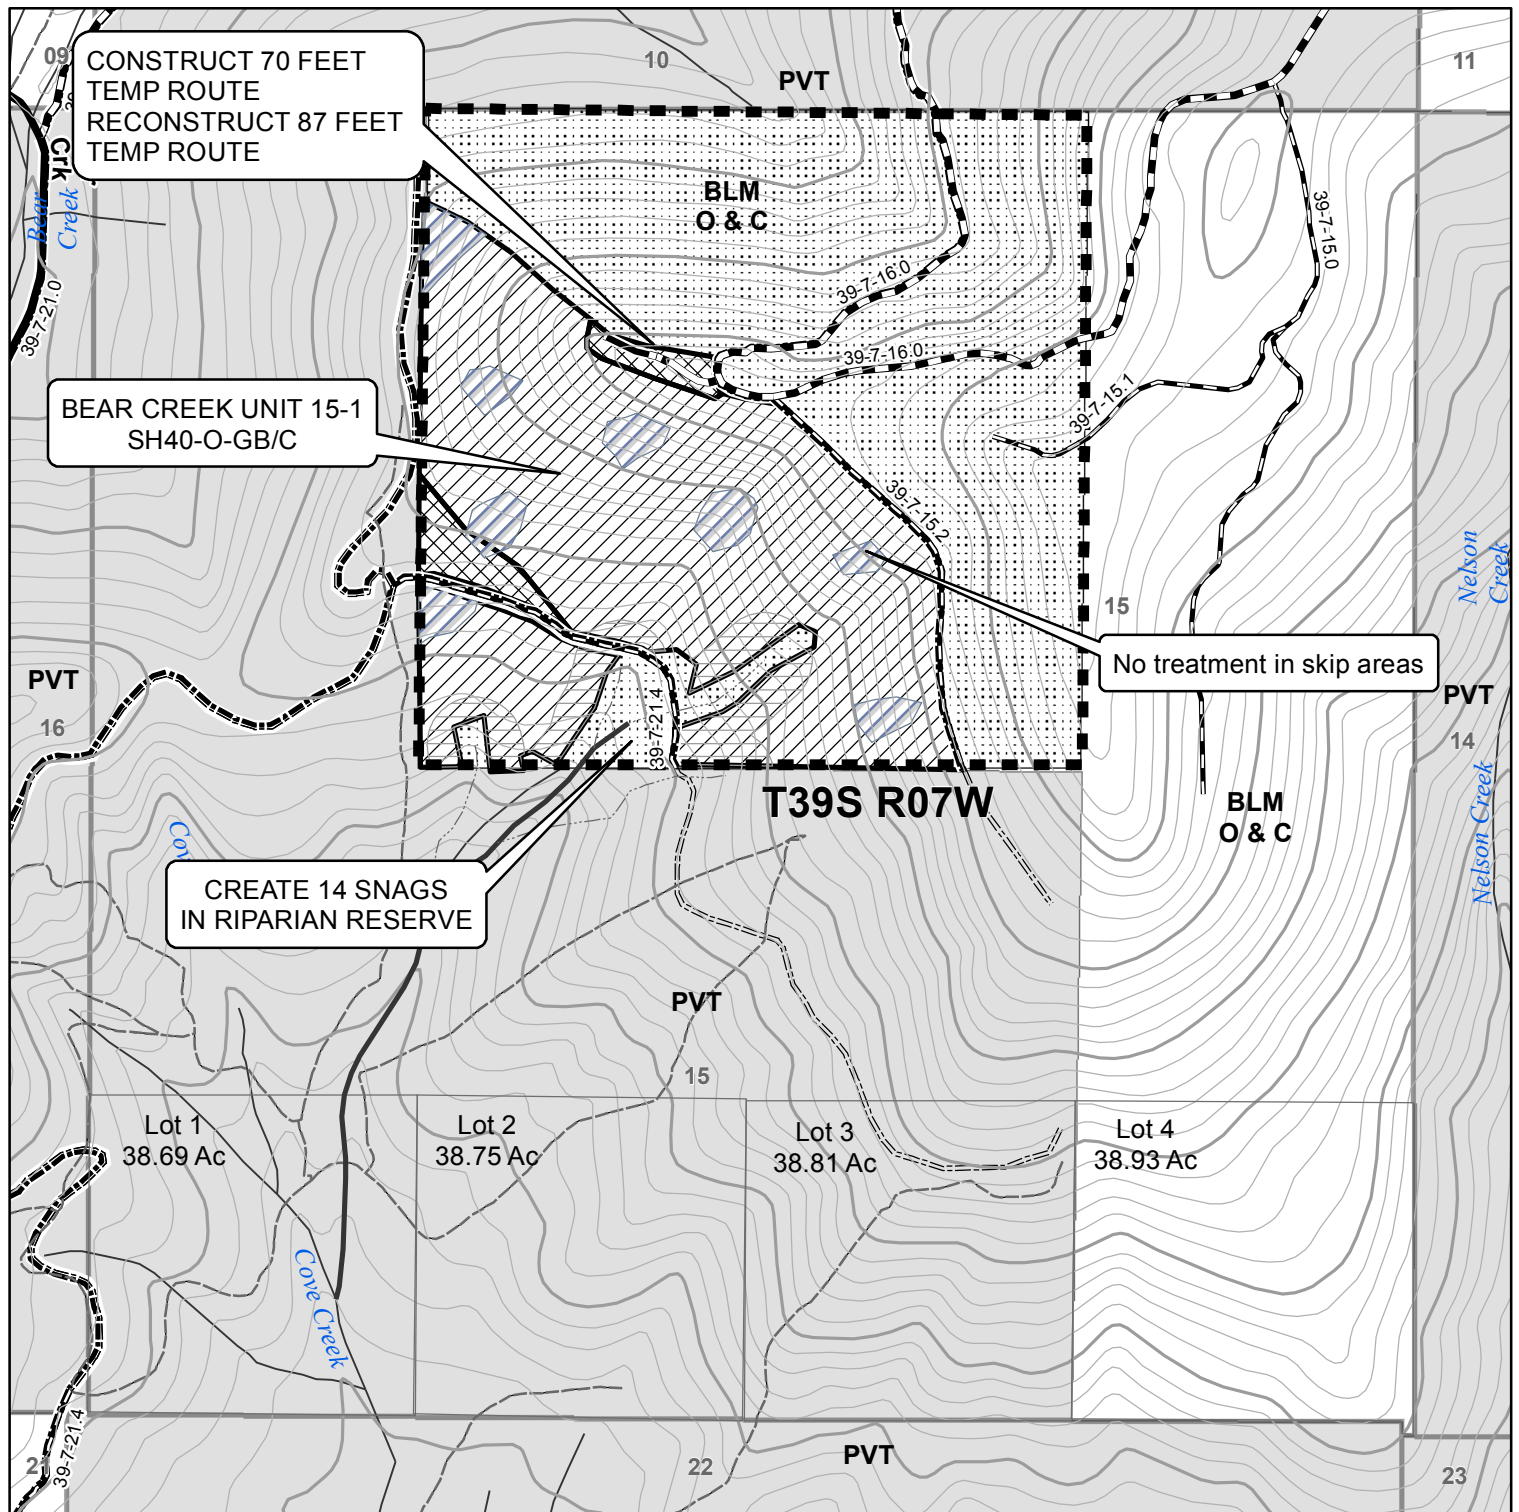 09
10
11
CONSTRUCT 70 FEET
TEMP ROUTE
RECONSTRUCT 87 FEET
TEMP ROUTE
PVT
Crk
Bear
Creek
BLM
O & C
39-7-15.0
39-7-21.0
39-7-16.0
39-7-16.0
39-7-15.1
BEAR CREEK UNIT 15-1
SH40-O-GB/C
39-7-15.2
Nelson
Creek
15
No treatment in skip areas
PVT
16
PVT
14
39-7-21.4
T39S R07W
BLM
O & C
Nelson Creek
CREATE 14 SNAGS
IN RIPARIAN RESERVE
PVT
15
Lot 1
38.69 Ac
Lot 2
38.75 Ac
Lot 3
38.81 Ac
Lot 4
38.93 Ac
Cove Creek
39-7-21.4
21
22
PVT
23